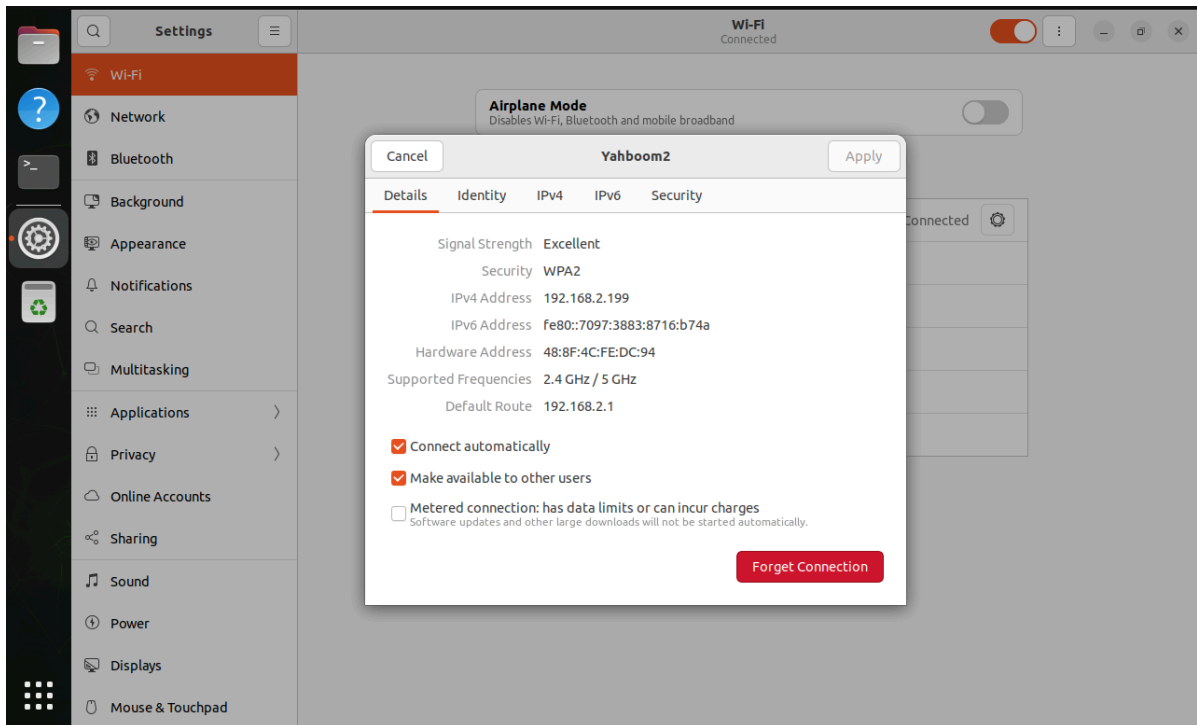 Settings
Wi-Fi
Connected
Wi-Fi
Network
Bluetooth
Background
Appearance
Notifications
Search
Multitasking
Applications
Privacy
Online Accounts
Sharing
Sound
Power
Displays
Mouse & Touchpad
Airplane Mode
Disables Wi-Fi, Bluetooth and mobile broadband
Connected
Cancel
Yahboom2
Apply
Details Identity IPv4 IPv6 Security
Signal Strength Excellent
Security WPA2
IPv4 Address 192.168.2.199
IPv6 Address fe80::7097:3883:8716:b74a
Hardware Address 48:8F:4C:FE:DC:94
Supported Frequencies 2.4 GHz / 5 GHz
Default Route 192.168.2.1
Connect automatically
Make available to other users
Metered connection: has data limits or can incur charges
Software updates and other large downloads will not be started automatically.
Forget Connection